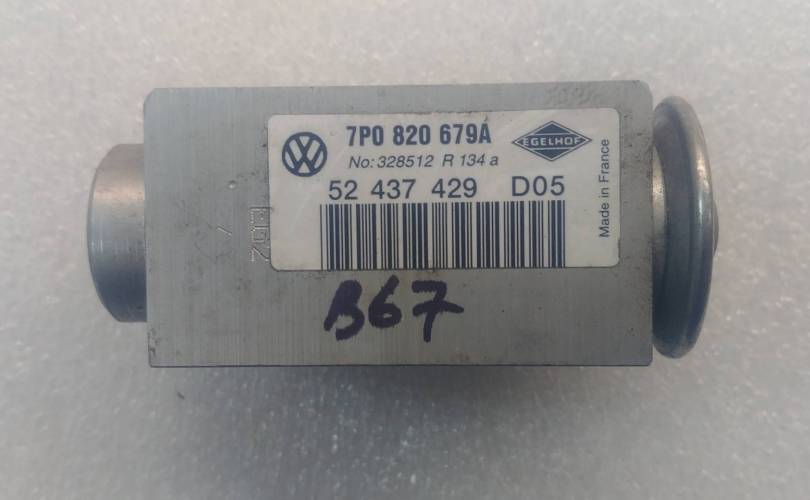 7P0 820 679A
EGELHOF
No: 328512 R 134 a
52 437 429 D05
Made in France
B67